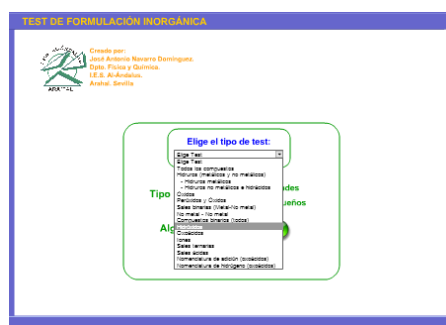 TEST DE FORMULACIÓN INORGÁNICA
Creado por:
José Antonio Navarro Domínguez.
Dpto. Física y Química.
I.E.S. Al-Ándalus.
Arahal. Sevilla
Elige el tipo de test:
Elige Test
Elige Test
Todos los compuestos
Hidruros (metálicos y no metálicos)
- Hidruros metálicos
- Hidruros no metálicos e hidrácidos
Óxidos
Peróxidos y Óxidos
Sales binarias (Metal-No metal)
No metal - No metal
Compuestos binarios (todos)
Hidróxidos
Oxoácidos
Iones
Sales ternarias
Sales ácidas
Nomenclatura de adición (oxoácidos)
Nomenclatura de hidrógeno (oxoácidos)
Tipo
Alg